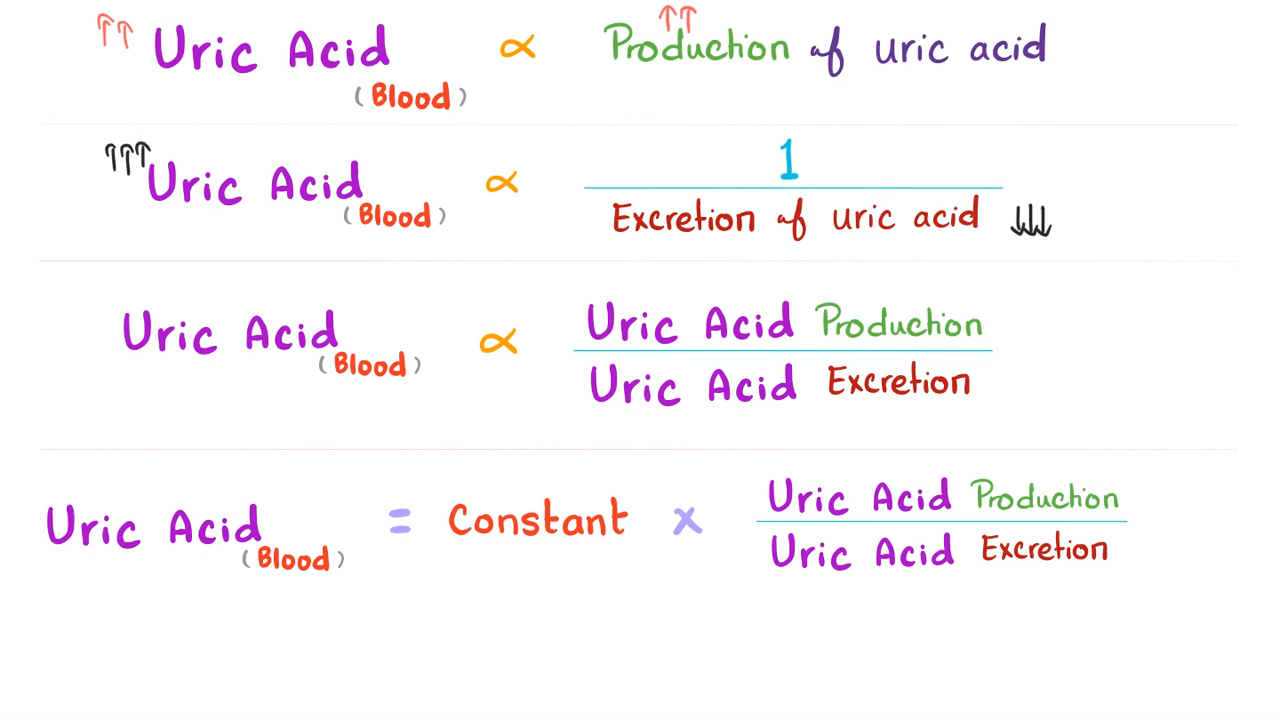 ↑↑ Uric Acid (Blood) ∝ Production ↑↑ of uric acid
↑↑↑ Uric Acid (Blood) ∝ 1
Excretion of uric acid ↓↓↓
Uric Acid (Blood) ∝ Uric Acid Production
Uric Acid Excretion
Uric Acid (Blood) = Constant x Uric Acid Production
Uric Acid Excretion